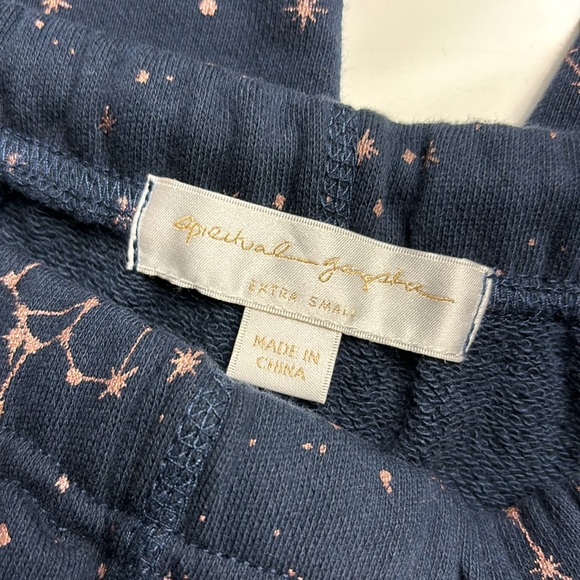 spiritual gangster
EXTRA SMALL
MADE IN
CHINA